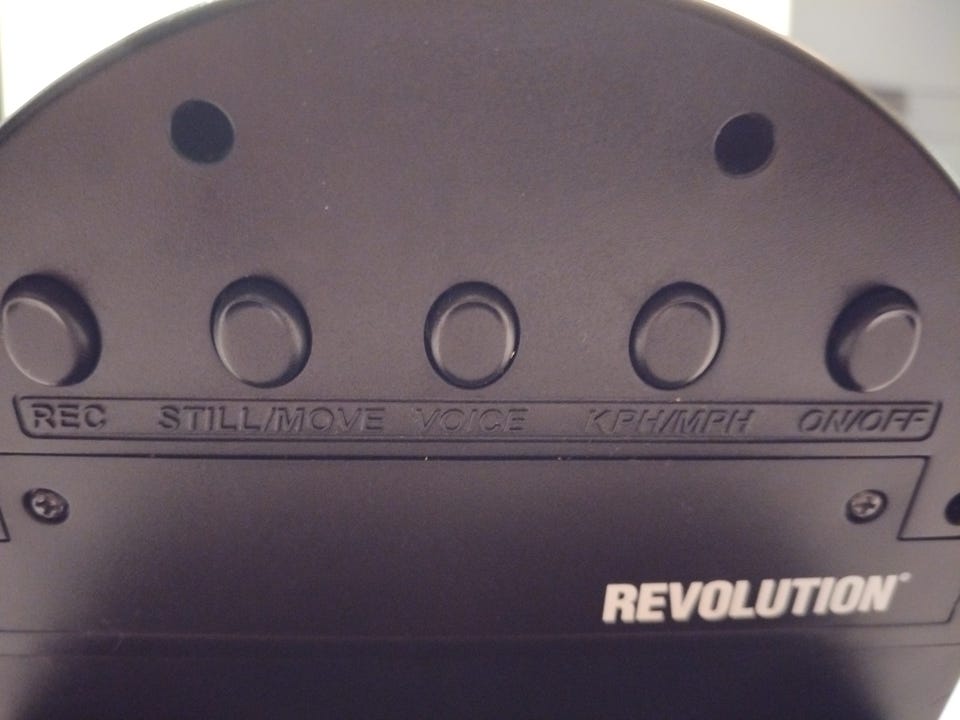 REC STILL/MOVE VOICE KPH/MPH ON/OFF
REVOLUTION